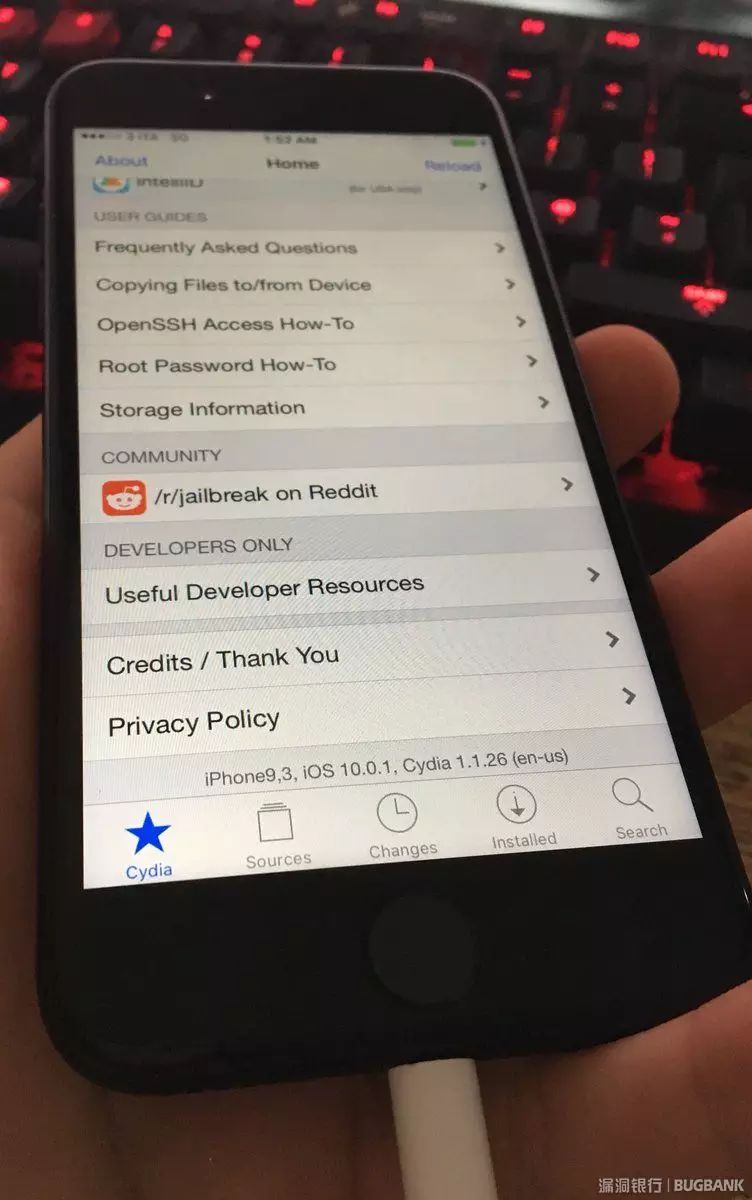 1:52 AM
About Home Reload
USER GUIDES
Frequently Asked Questions
Copying Files to/from Device
OpenSSH Access How-To
Root Password How-To
Storage Information
COMMUNITY
/r/jailbreak on Reddit
DEVELOPERS ONLY
Useful Developer Resources
Credits / Thank You
Privacy Policy
iPhone9,3, iOS 10.0.1, Cydia 1.1.26 (en-us)
Cydia Sources Changes Installed Search
漏洞银行 | BUGBANK